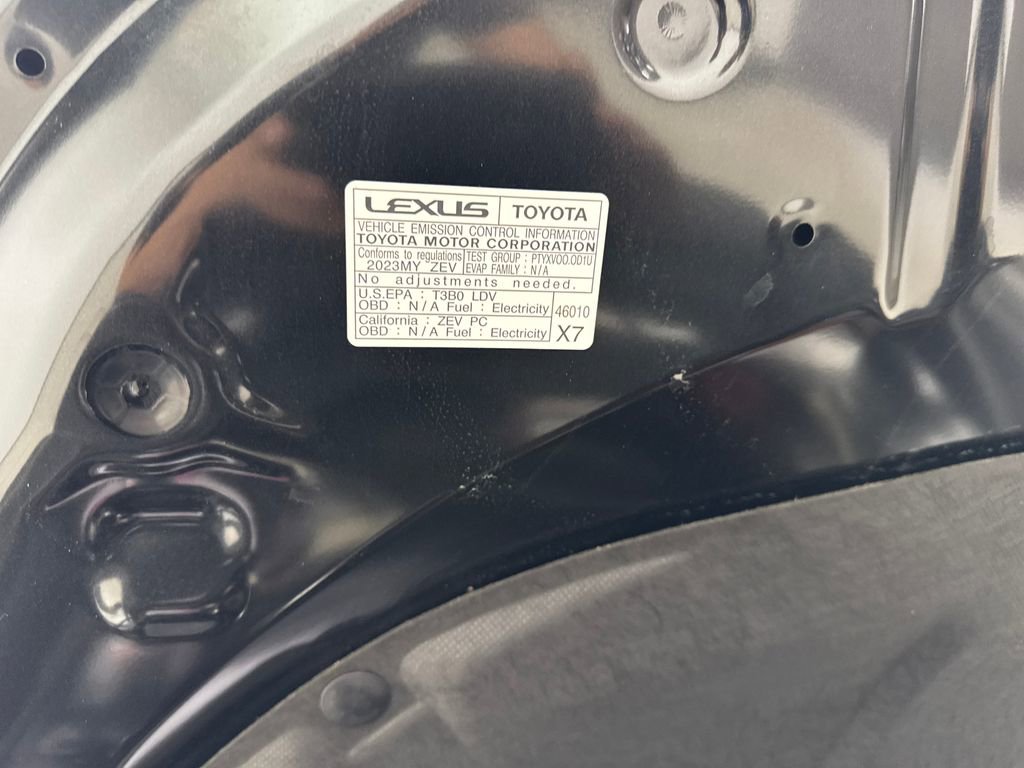 LEXUS TOYOTA
VEHICLE EMISSION CONTROL INFORMATION
TOYOTA MOTOR CORPORATION
Conforms to regulations TEST GROUP : PTYXV00.0D1U
2023MY ZEV EVAP FAMILY : N/A
No adjustments needed.
U.S.EPA : T3B0 LDV
OBD : N/A Fuel : Electricity 46010
California : ZEV PC
OBD : N/A Fuel : Electricity X7